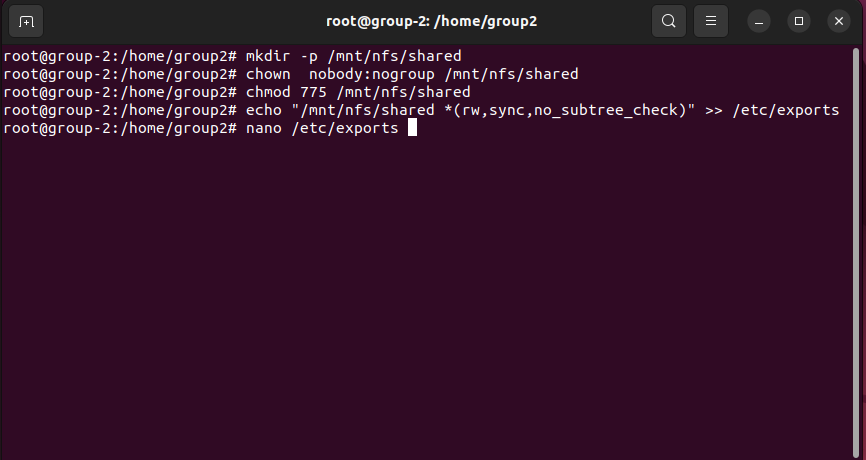 root@group-2: /home/group2
root@group-2:/home/group2# mkdir -p /mnt/nfs/shared
root@group-2:/home/group2# chown  nobody:nogroup /mnt/nfs/shared
root@group-2:/home/group2# chmod 775 /mnt/nfs/shared
root@group-2:/home/group2# echo "/mnt/nfs/shared *(rw,sync,no_subtree_check)" >> /etc/exports
root@group-2:/home/group2# nano /etc/exports